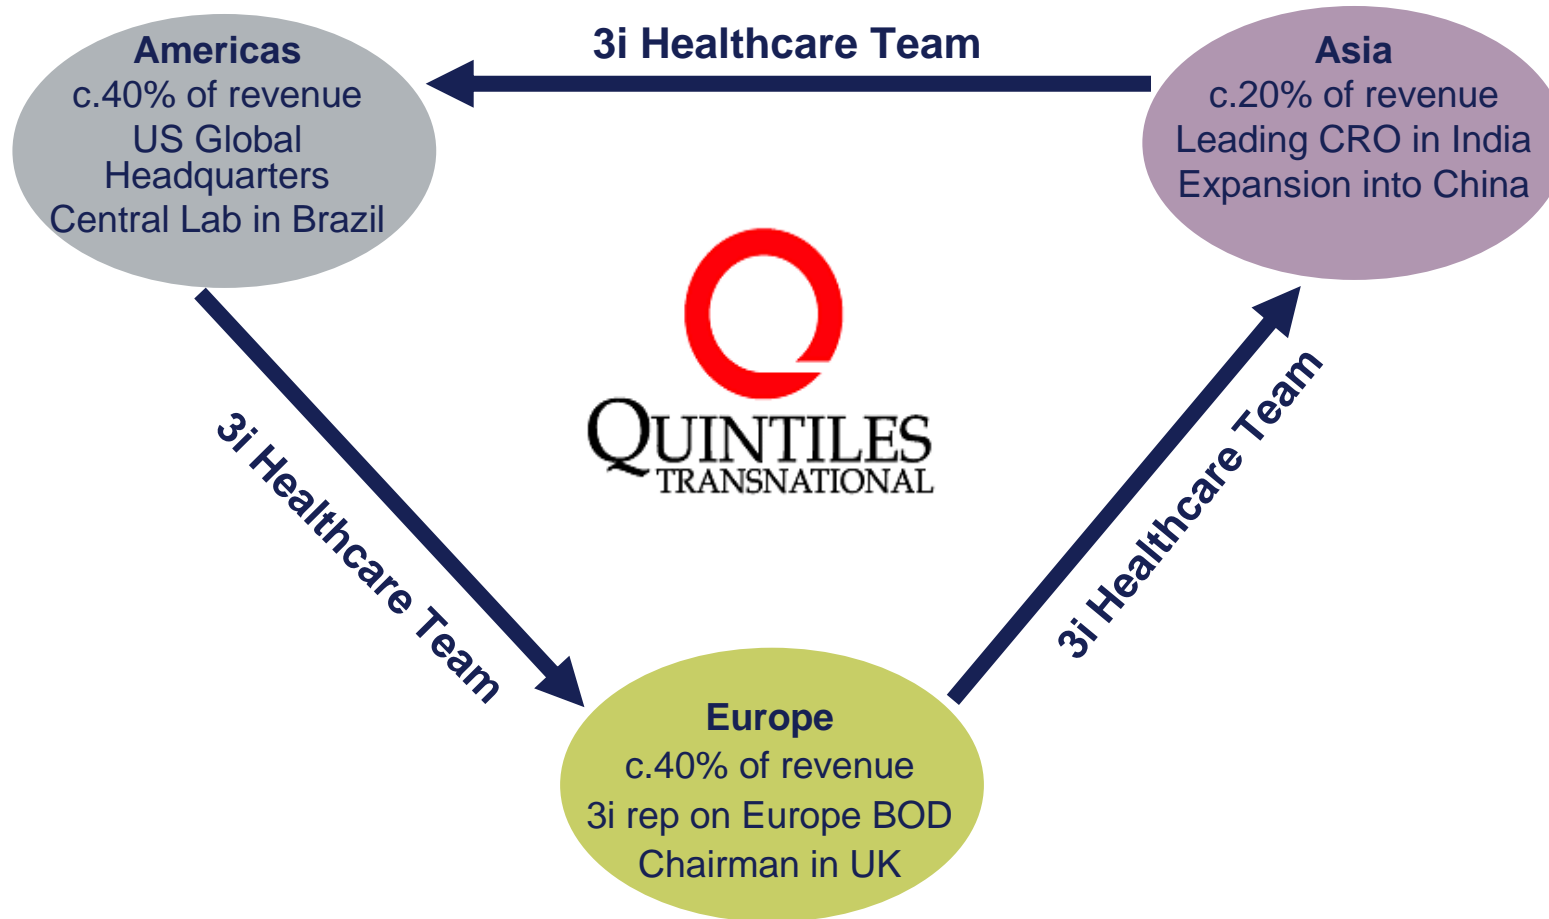 Americas
c.40% of revenue
US Global
Headquarters
Central Lab in Brazil
3i Healthcare Team
Asia
c.20% of revenue
Leading CRO in India
Expansion into China
QUINTILES
TRANSNATIONAL
3i Healthcare Team
3i Healthcare Team
Europe
c.40% of revenue
3i rep on Europe BOD
Chairman in UK